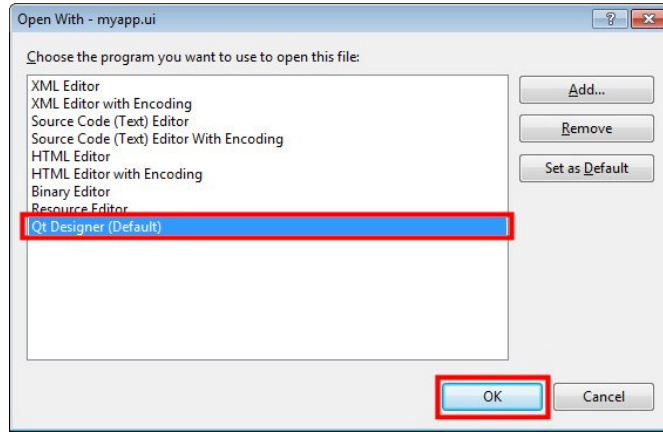 Open With - myapp.ui
Choose the program you want to use to open this file:
XML Editor
XML Editor with Encoding
Source Code (Text) Editor
Source Code (Text) Editor With Encoding
HTML Editor
HTML Editor with Encoding
Binary Editor
Resource Editor
Qt Designer (Default)
Add...
Remove
Set as Default
OK
Cancel